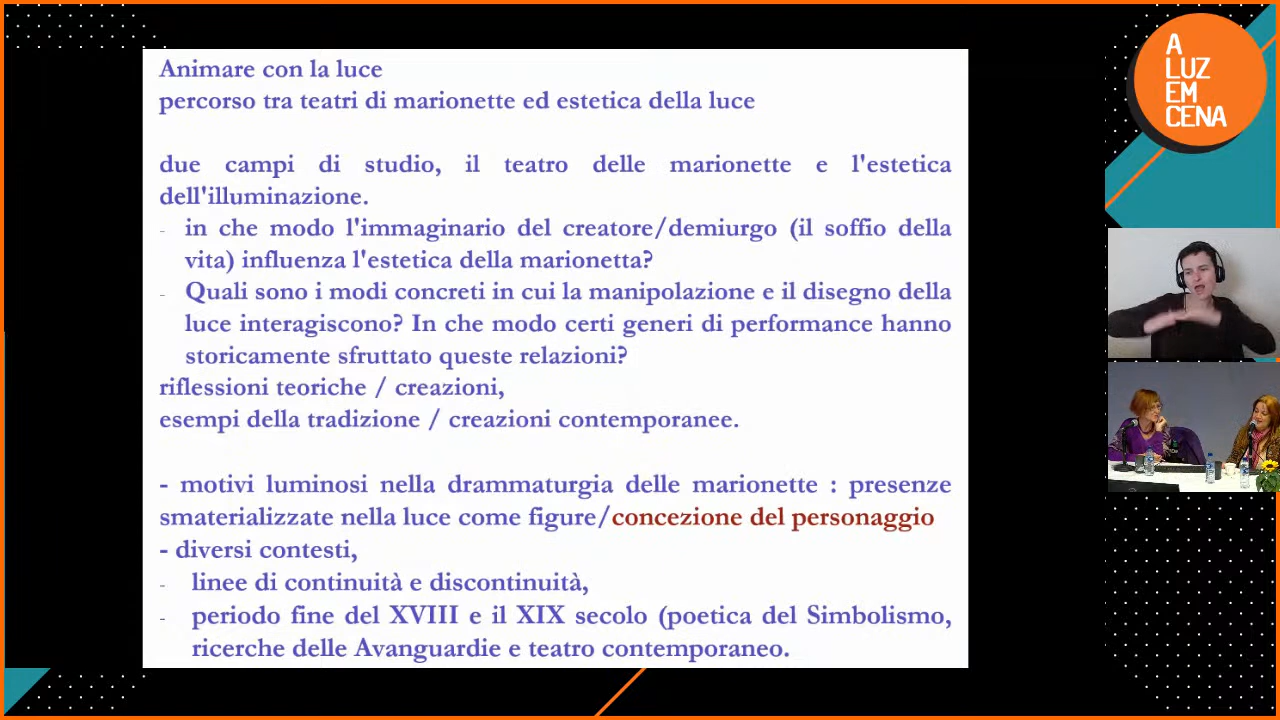 Animare con la luce
percorso tra teatri di marionette ed estetica della luce
due campi di studio, il teatro delle marionette e l'estetica
dell'illuminazione.
- in che modo l'immaginario del creatore/demiurgo (il soffio della
vita) influenza l'estetica della marionetta?
- Quali sono i modi concreti in cui la manipolazione e il disegno della
luce interagiscono? In che modo certi generi di performance hanno
storicamente sfruttato queste relazioni?
riflessioni teoriche / creazioni,
esempi della tradizione / creazioni contemporanee.
- motivi luminosi nella drammaturgia delle marionette : presenze
smaterializzate nella luce come figure/concezione del personaggio
- diversi contesti,
- linee di continuità e discontinuità,
- periodo fine del XVIII e il XIX secolo (poetica del Simbolismo,
ricerche delle Avanguardie e teatro contemporaneo.
A
LUZ
EM
CENA